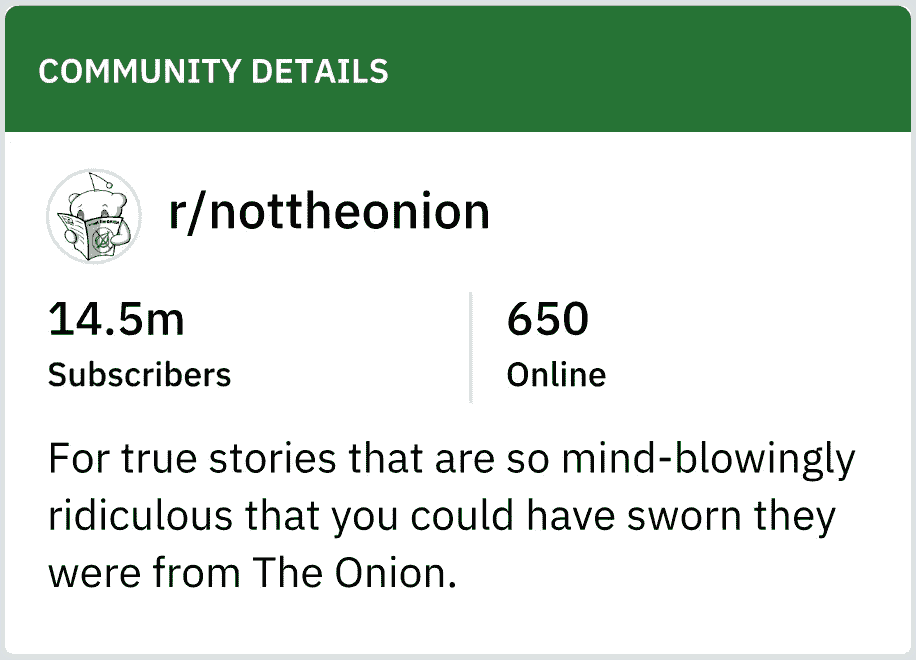 COMMUNITY DETAILS
r/nottheonion
14.5m
Subscribers
650
Online
For true stories that are so mind-blowingly
ridiculous that you could have sworn they
were from The Onion.